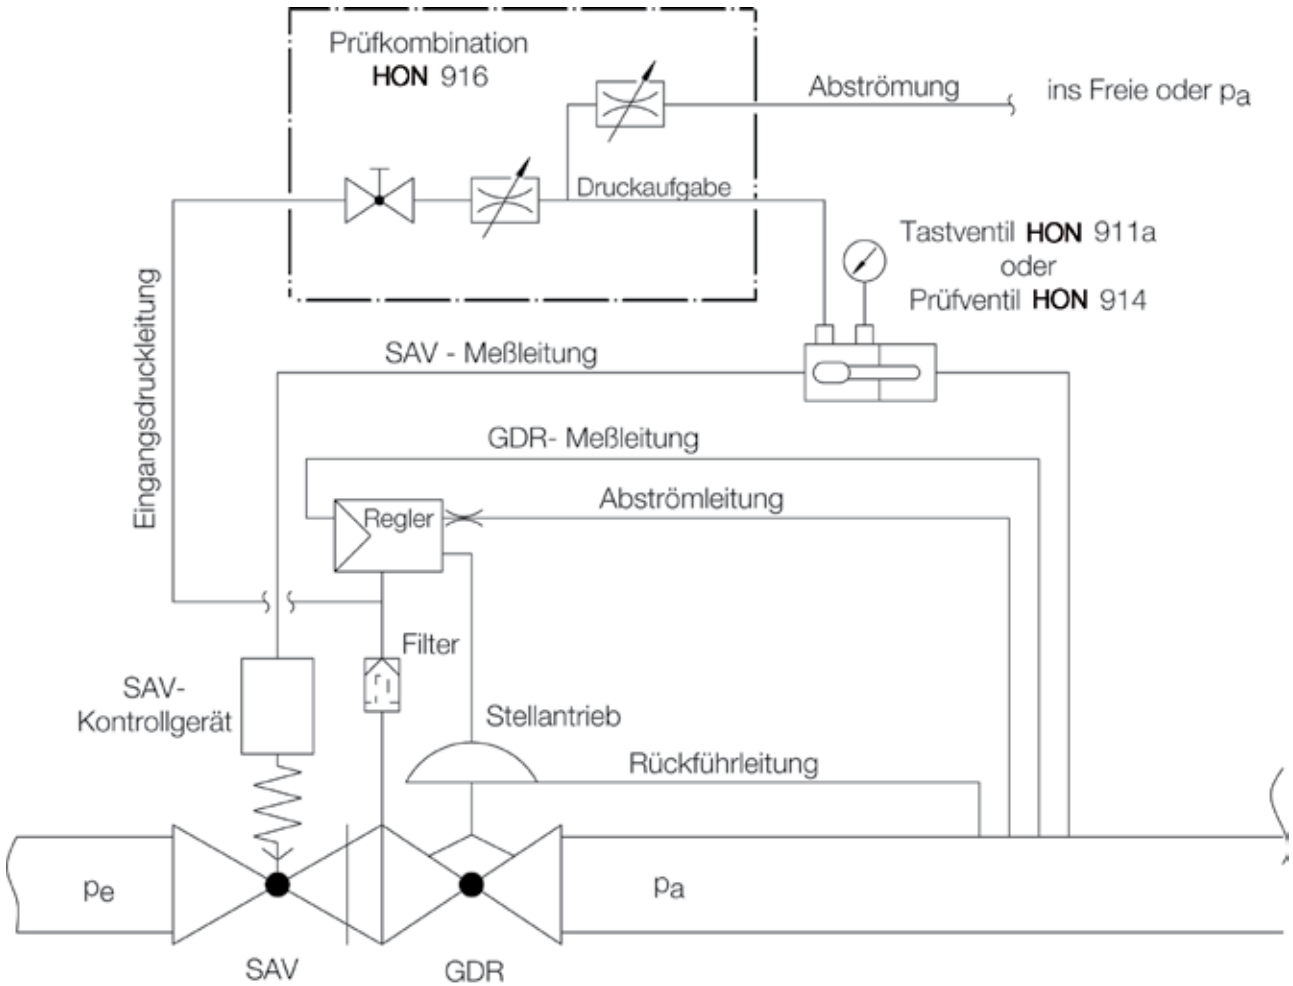 Prüfkombination
HON 916
Abströmung
ins Freie oder pa
Druckaufgabe
Tastventil HON 911a
oder
Prüfventil HON 914
Eingangsdruckleitung
SAV - Meßleitung
GDR- Meßleitung
Abströmleitung
Regler
Filter
SAV-
Kontrollgerät
Stellantrieb
Rückführleitung
pe
pa
SAV
GDR